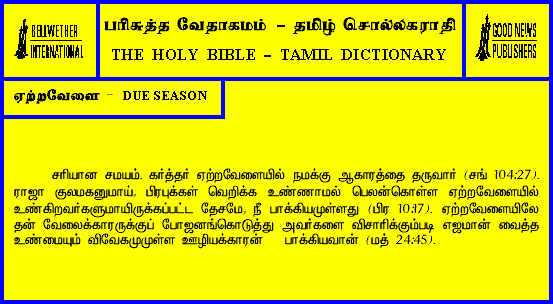 BELLWETHER
INTERNATIONAL
பரிசுத்த வேதாகமம் – தமிழ் சொல்லகராதி
THE HOLY BIBLE – TAMIL DICTIONARY
GOOD NEWS
PUBLISHERS
ஏற்றவேளை – DUE SEASON
சரியான சமயம். கர்த்தர் ஏற்றவேளையில் நமக்கு ஆகாரத்தை தருவார் (சங் 104:27).
ராஜா குலமகனுமாய், பிரபுக்கள் வெறிக்க உண்ணாமல் பெலன்கொள்ள ஏற்றவேளையில்
உண்கிறவர்களுமாயிருக்கப்பட்ட தேசமே, நீ பாக்கியமுள்ளது (பிர 10:17). ஏற்றவேளையிலே
தன் வேலைக்காரருக்குப் போஜனங்கொடுத்து அவர்களை விசாரிக்கும்படி எஜமான் வைத்த
உண்மையும் விவேகமுமுள்ள ஊழியக்காரன் பாக்கியவான் (மத் 24:45).